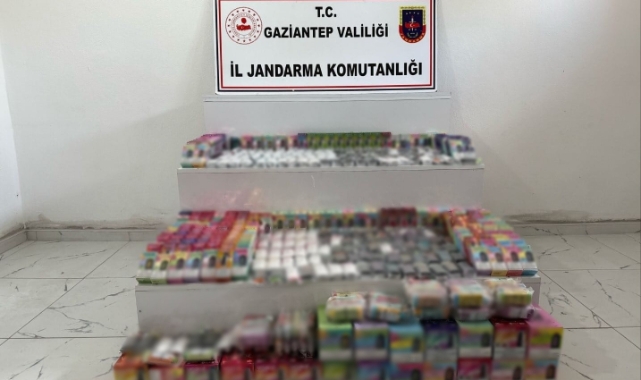 T.C.
GAZİANTEP VALİLİĞİ
İL JANDARMA KOMUTANLIĞI